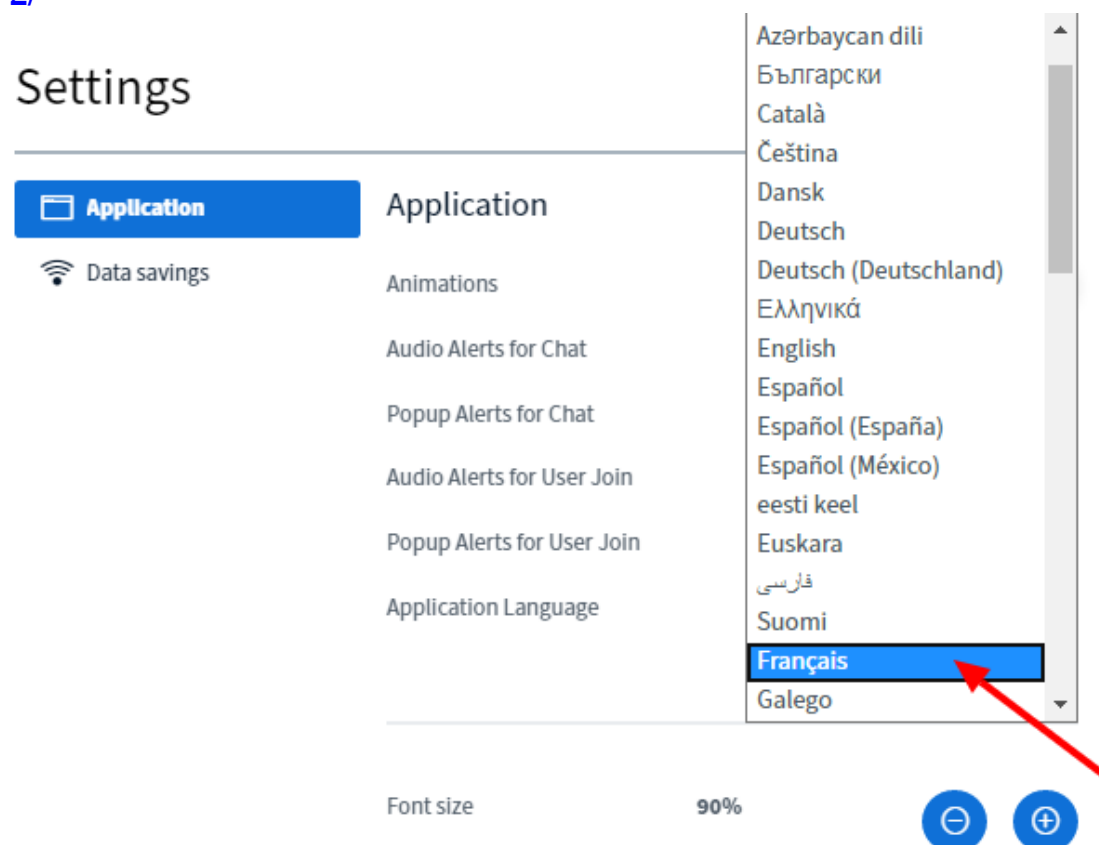 2/
Settings
Application
Data savings
Application
Animations
Audio Alerts for Chat
Popup Alerts for Chat
Audio Alerts for User Join
Popup Alerts for User Join
Application Language
Azərbaycan dili
Български
Català
Čeština
Dansk
Deutsch
Deutsch (Deutschland)
Ελληνικά
English
Español
Español (España)
Español (México)
eesti keel
Euskara
فارسی
Suomi
Français
Galego
Font size 90%